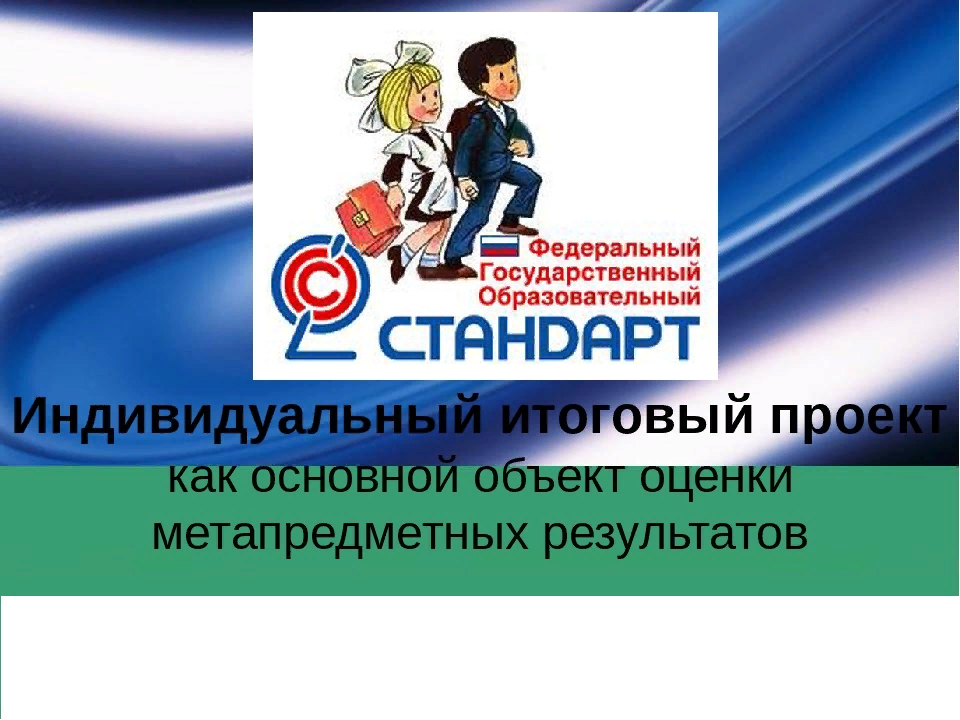 Федеральный
Государственный
Образовательный
СТАНДАРТ
Индивидуальный итоговый проект
как основной объект оценки
метапредметных результатов